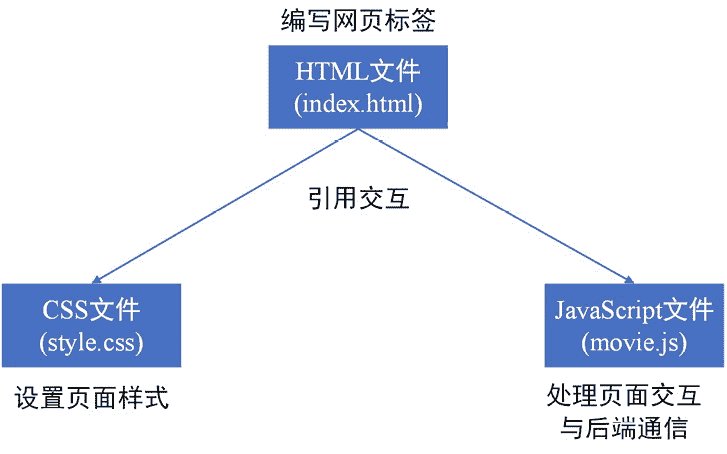 编写网页标签
HTML文件
(index.html)
引用交互
CSS文件
(style.css)
JavaScript文件
(movie.js)
设置页面样式
处理页面交互
与后端通信